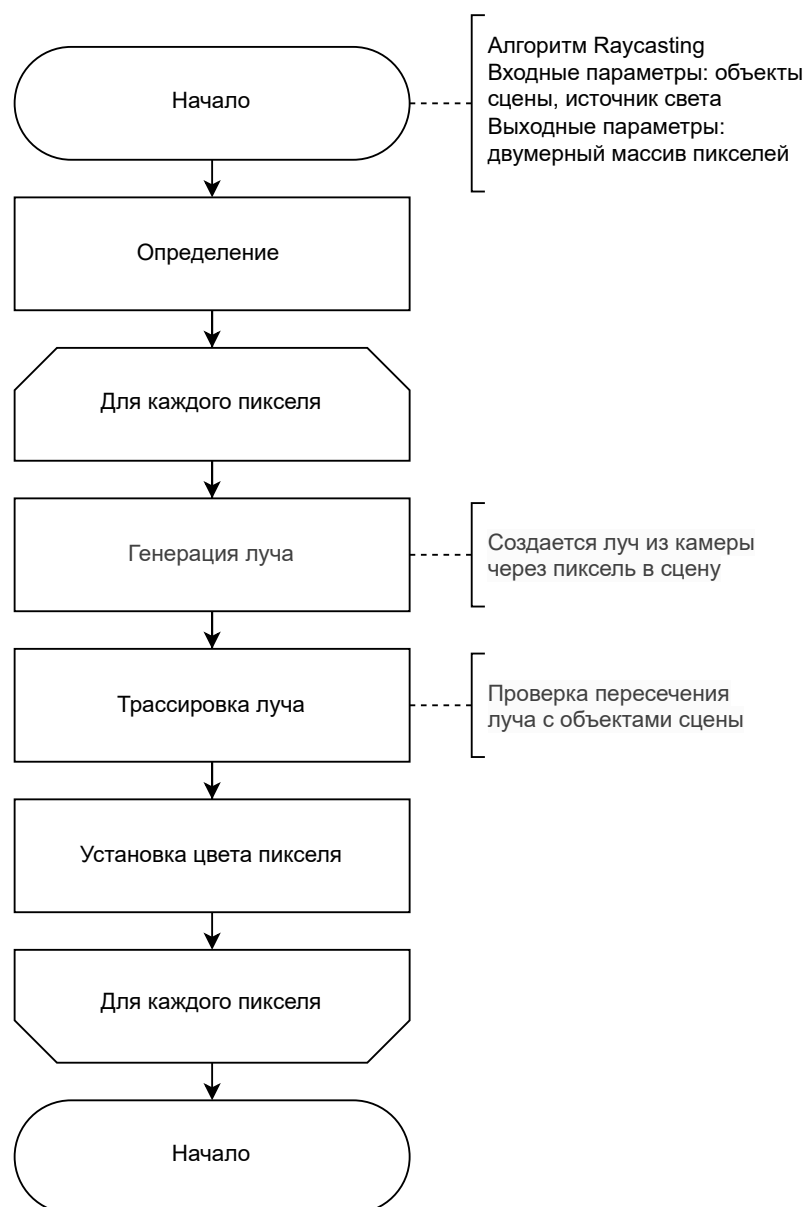 Начало
Алгоритм Raycasting
Входные параметры: объекты
сцены, источник света
Выходные параметры:
двумерный массив пикселей
Определение
Для каждого пикселя
Генерация луча
Создается луч из камеры
через пиксель в сцену
Трассировка луча
Проверка пересечения
луча с объектами сцены
Установка цвета пикселя
Для каждого пикселя
Начало